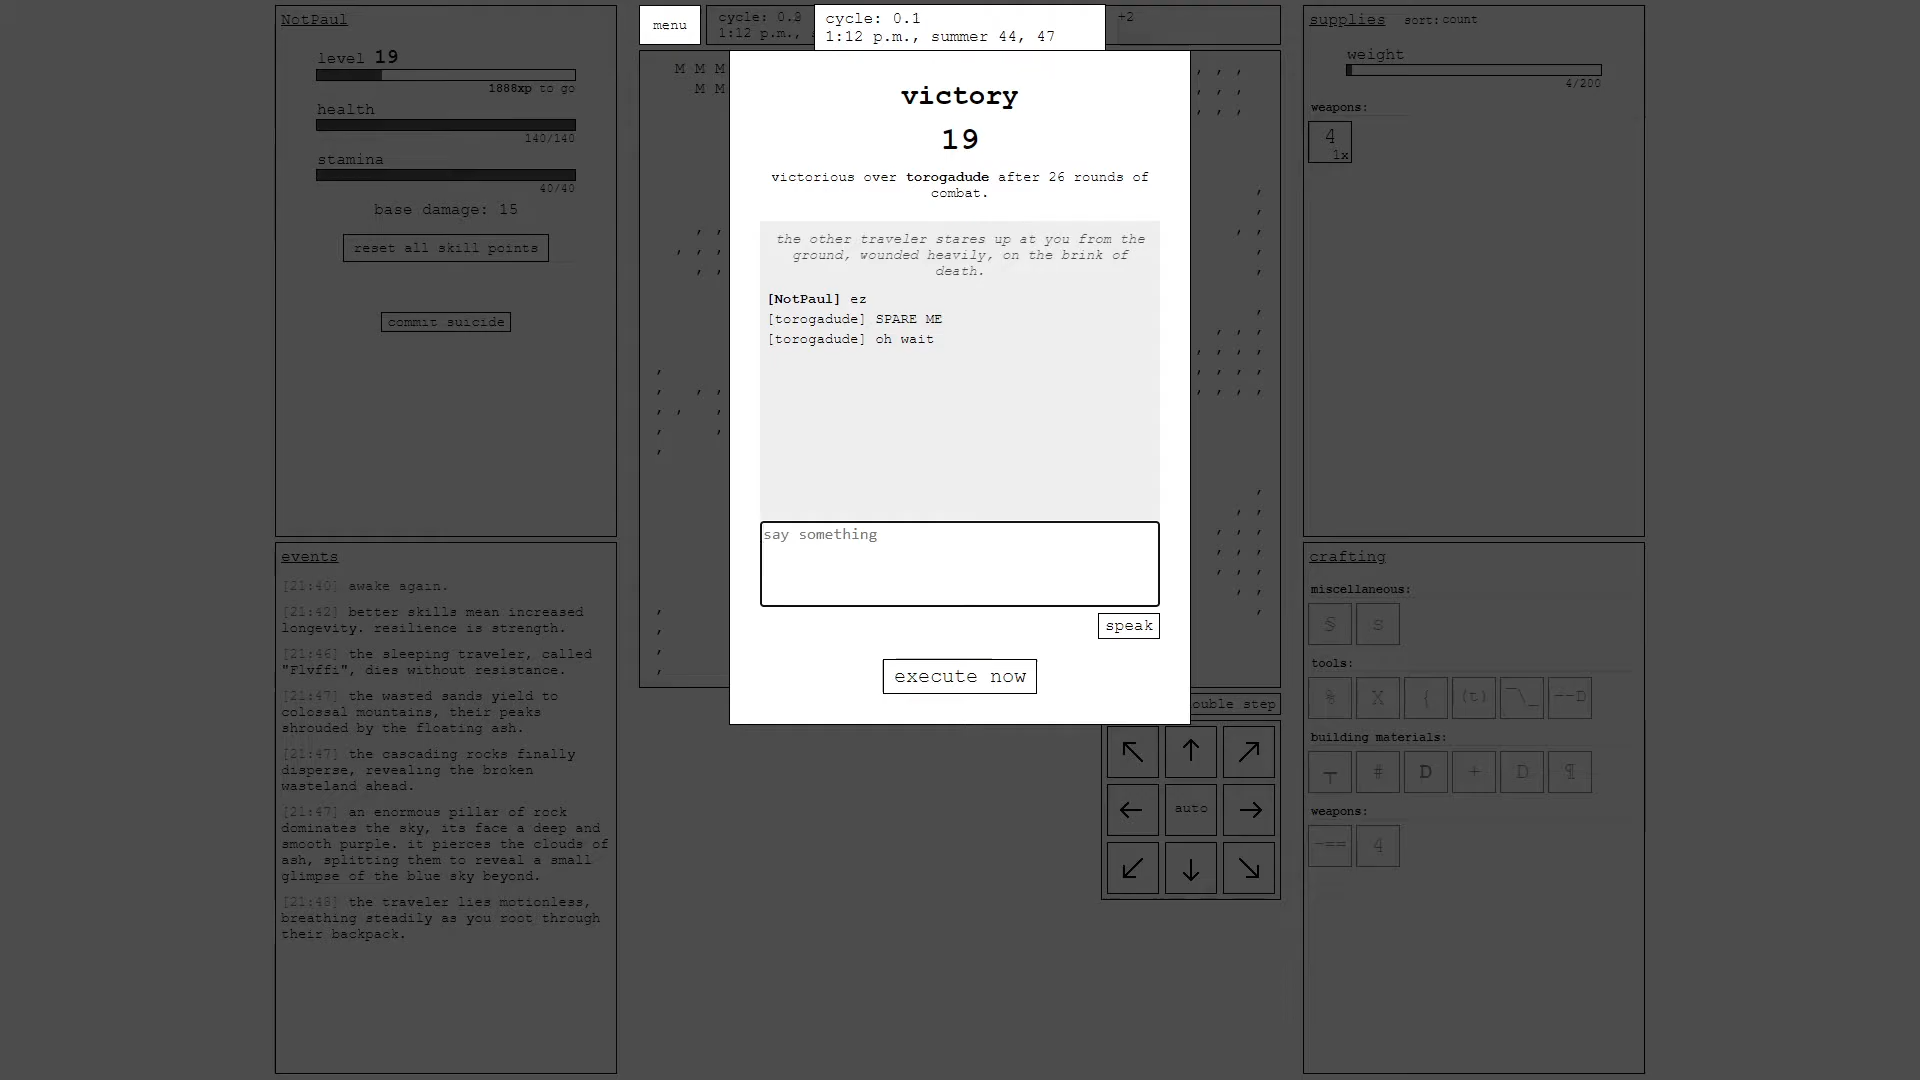 NotPaul
level 19
1888xp to go
health
140/140
stamina
40/40
base damage: 15
reset all skill points
commit suicide
events
[21:40] awake again.
[21:42] better skills mean increased
longevity. resilience is strength.
[21:46] the sleeping traveler, called
"Flvffi", dies without resistance.
[21:47] the wasted sands yield to
colossal mountains, their peaks
shrouded by the floating ash.
[21:47] the cascading rocks finally
disperse, revealing the broken
wasteland ahead.
[21:47] an enormous pillar of rock
dominates the sky, its face a deep and
smooth purple. it pierces the clouds of
ash, splitting them to reveal a small
glimpse of the blue sky beyond.
[21:48] the traveler lies motionless,
breathing steadily as you root through
their backpack.
menu
1:12 p.m.,
cycle: 0.1
1:12 p.m., summer 44, 47
+2
M M M
M M
victory
19
victorious over torogadude after 26 rounds of
combat.
the other traveler stares up at you from the
ground, wounded heavily, on the brink of
death.
[NotPaul] ez
[torogadude] SPARE ME
[torogadude] oh wait
say something
speak
execute now
ouble step
auto
supplies sort: count
weight
4/200
weapons:
4
1x
crafting
miscellaneous:
§ s
tools:
% X { (t) ¯\_ --D
building materials:
┬ # D + D ¶
weapons:
-== 4